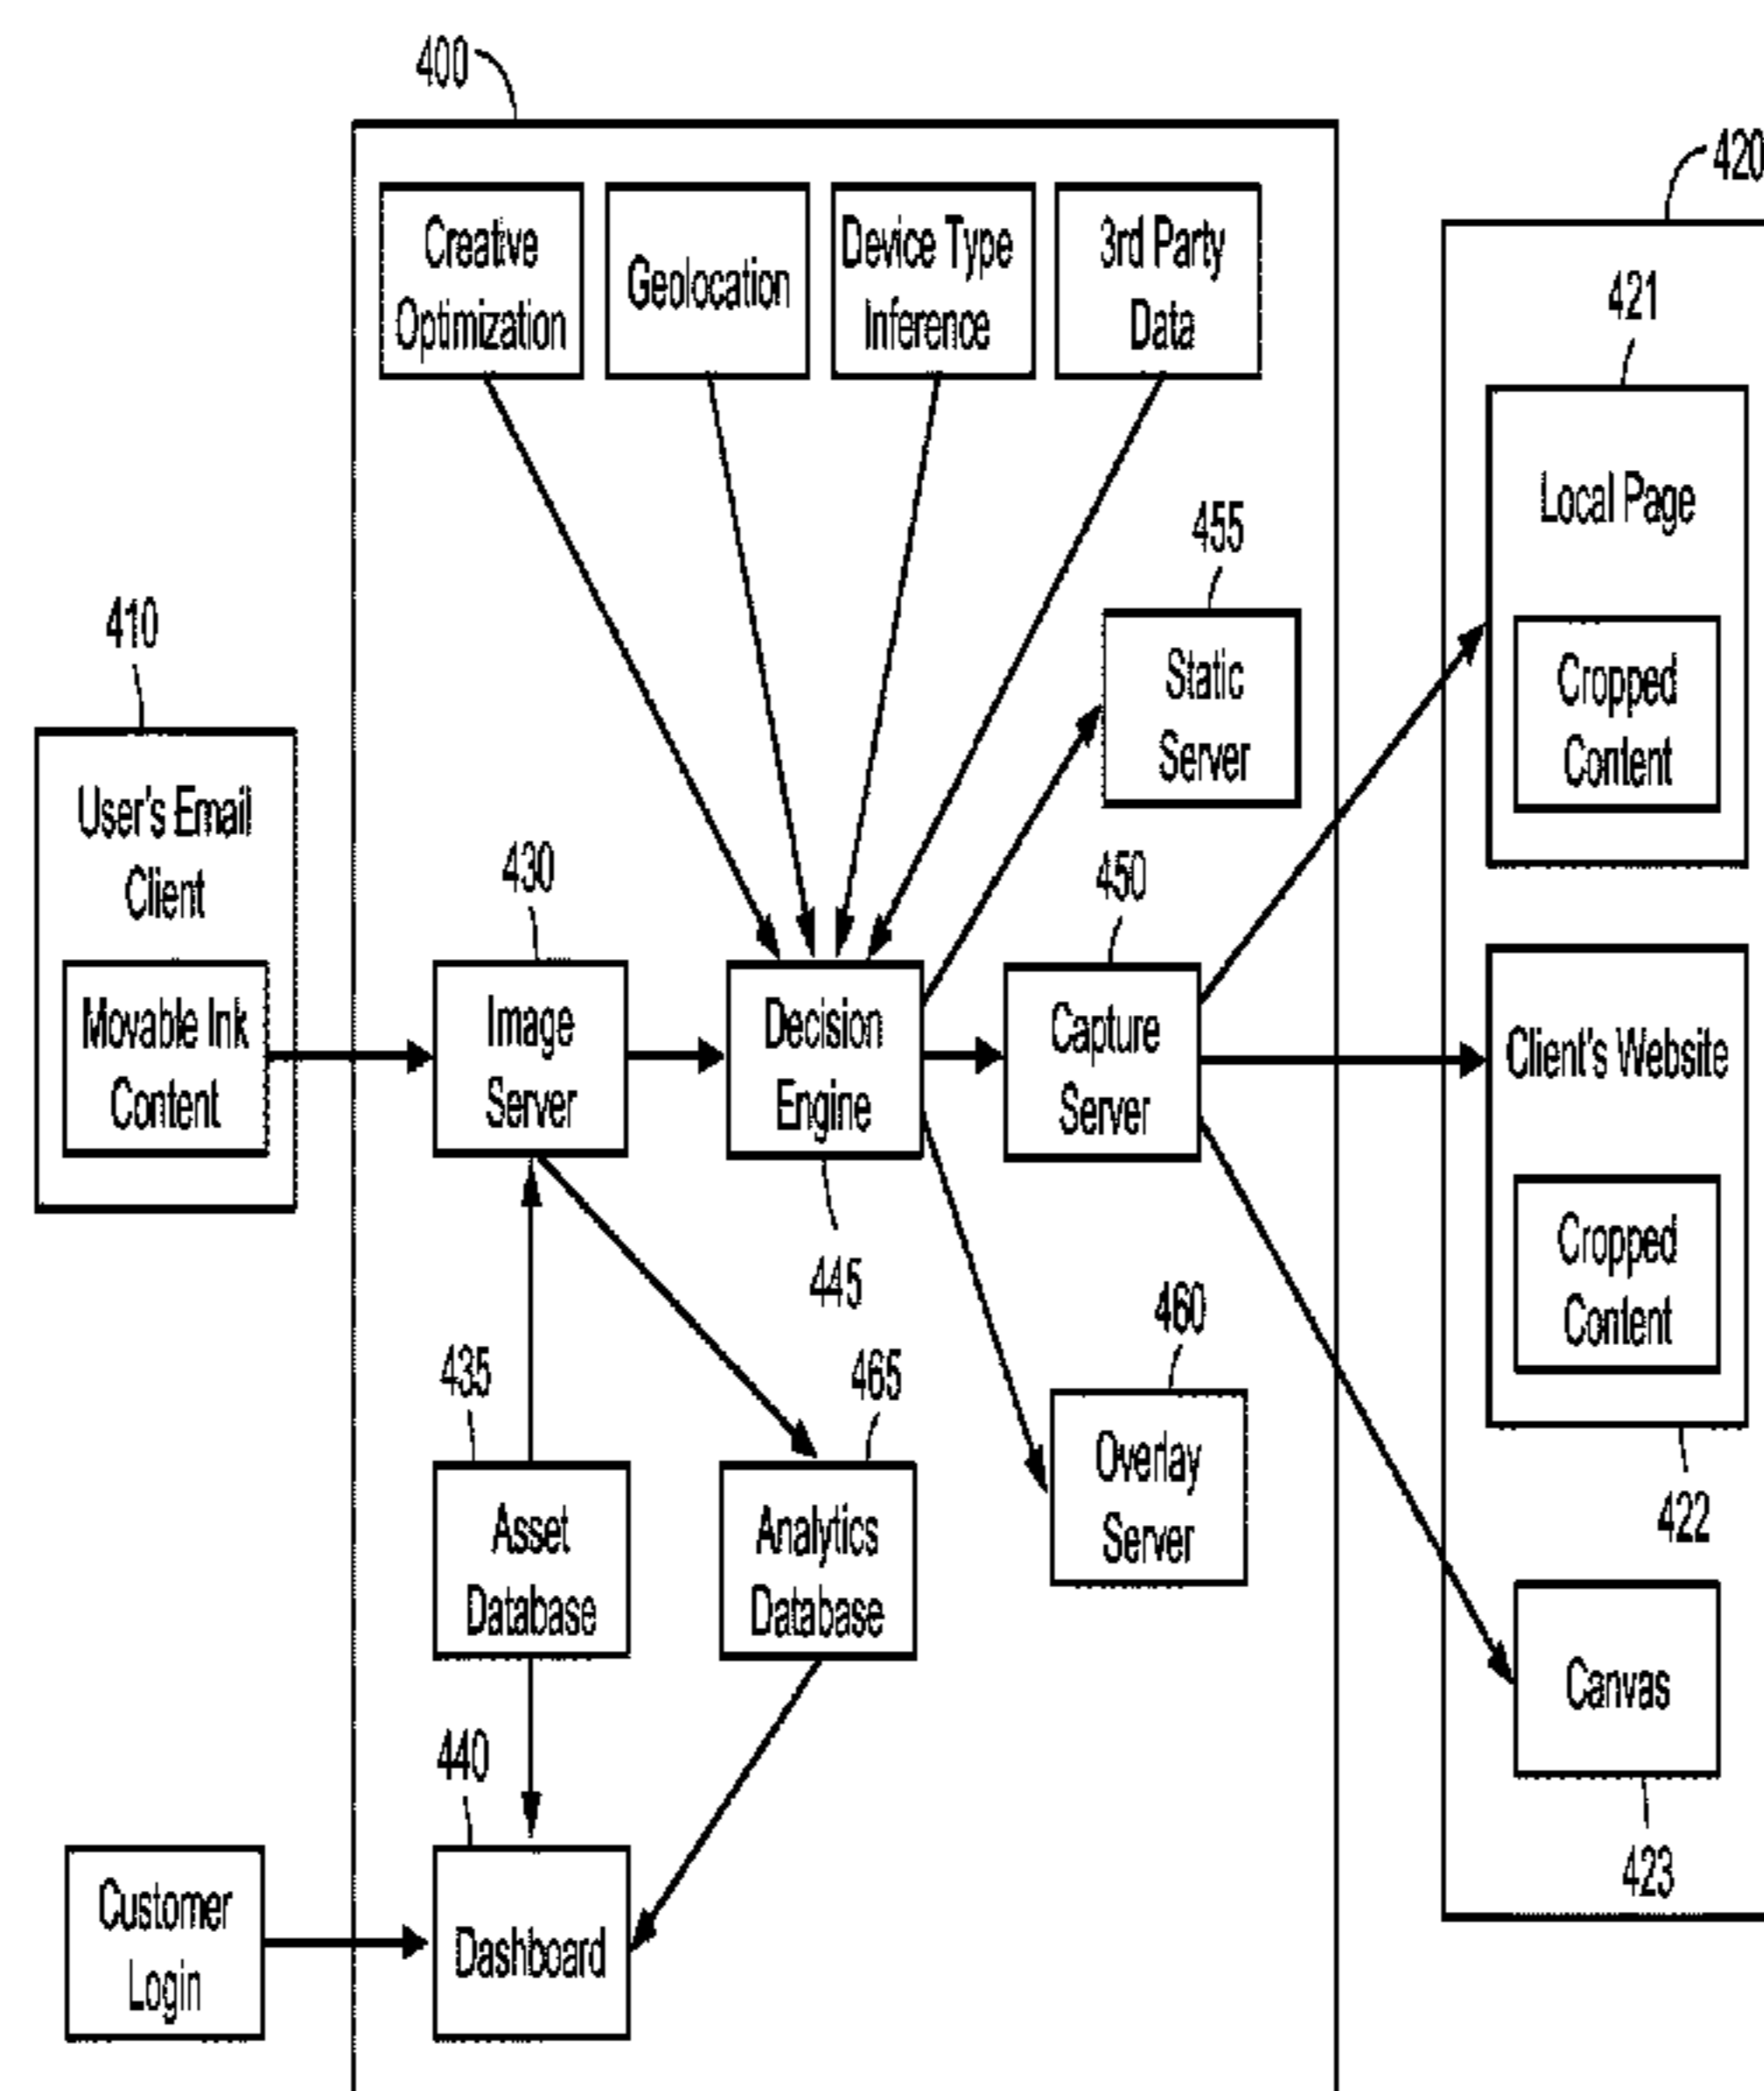 400
420
Creative
Optimization
Geolocation
Device Type
Inference
3rd Party
Data
421
Local Page
Cropped
Content
455
Static
Server
410
User's Email
Client
Movable Ink
Content
430
Image
Server
Decision
Engine
445
450
Capture
Server
Client's Website
Cropped
Content
422
435
Asset
Database
465
Analytics
Database
460
Overlay
Server
Canvas
423
440
Dashboard
Customer
Login